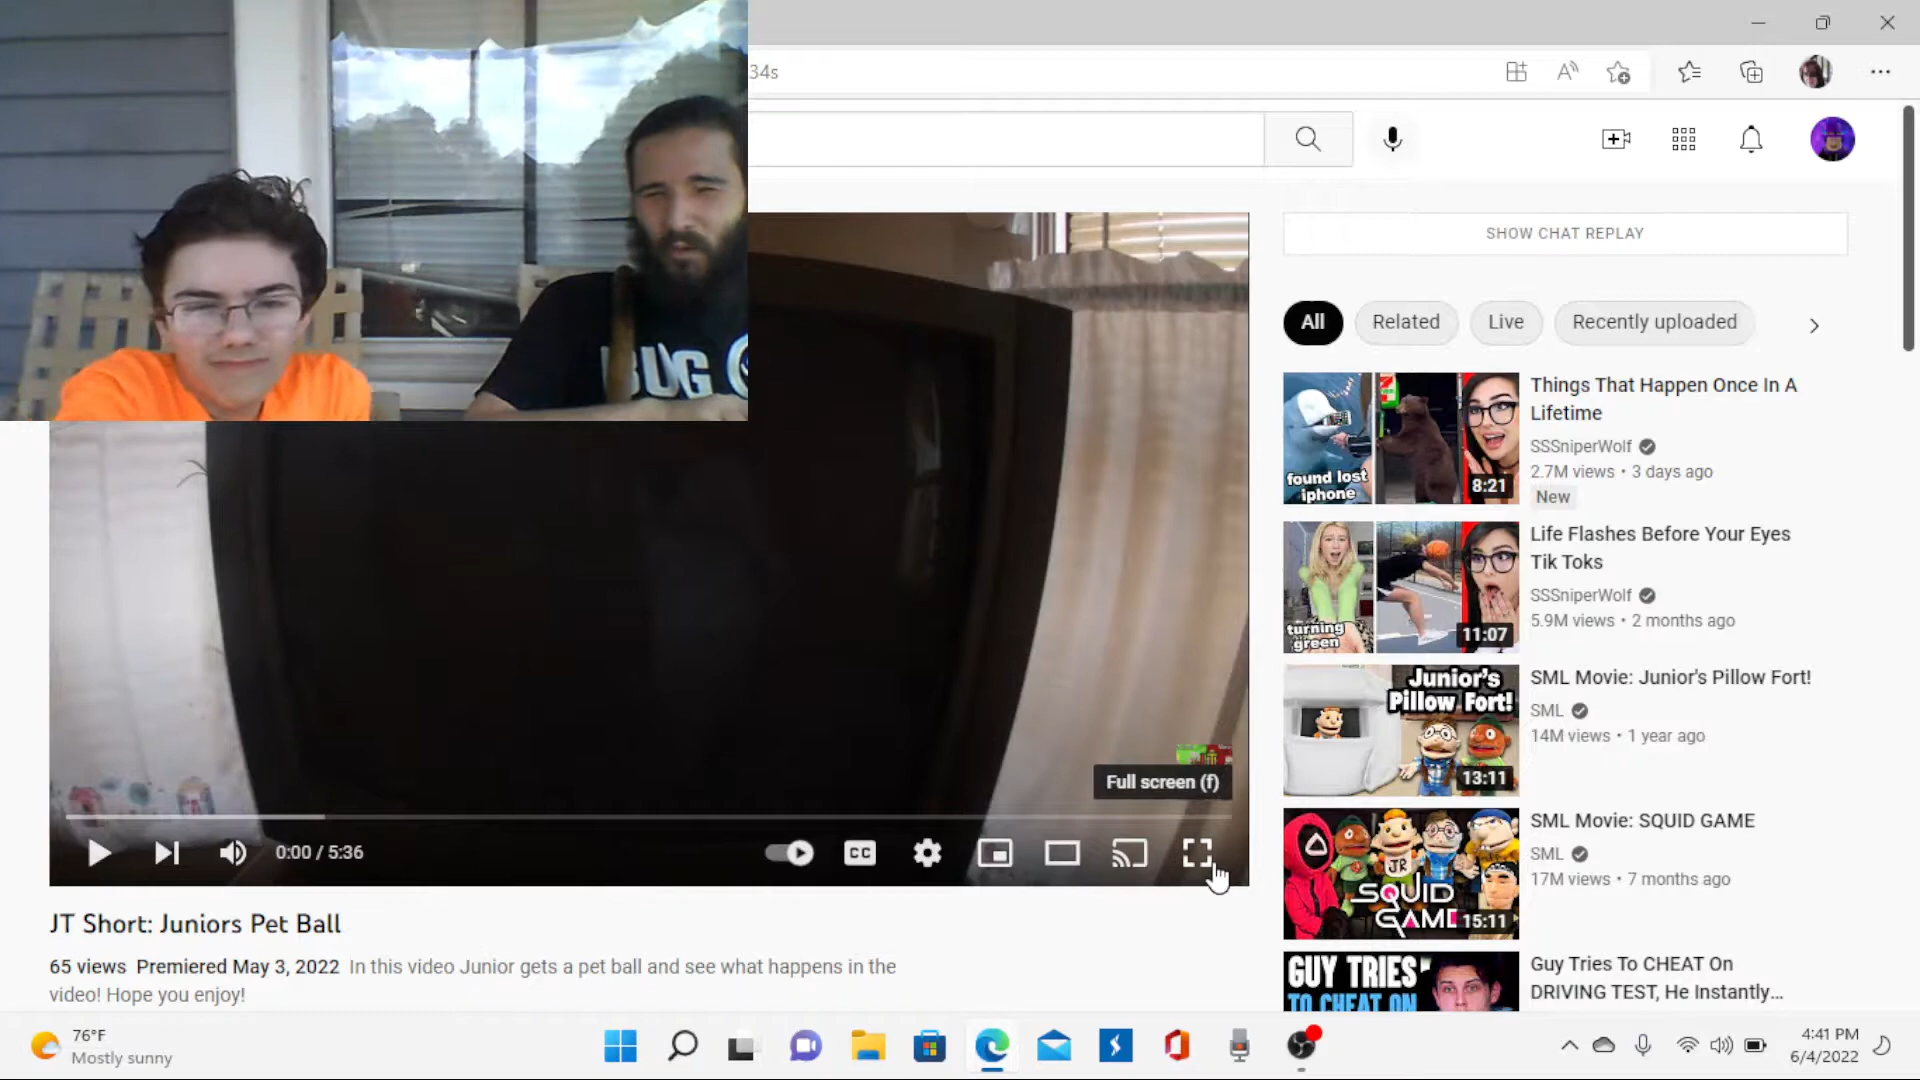 34s
BUG
SHOW CHAT REPLAY
All
Related
Live
Recently uploaded
found lost
iphone
8:21
Things That Happen Once In A
Lifetime
SSSniperWolf
2.7M views • 3 days ago
New
turning
green
11:07
Life Flashes Before Your Eyes
Tik Toks
SSSniperWolf
5.9M views • 2 months ago
Junior's
Pillow Fort!
13:11
SML Movie: Junior's Pillow Fort!
SML
14M views • 1 year ago
JR
SQUID
GAME
15:11
SML Movie: SQUID GAME
SML
17M views • 7 months ago
GUY TRIES
TO CHEAT ON
Guy Tries To CHEAT On
DRIVING TEST, He Instantly...
Full screen (f)
0:00 / 5:36
CC
JT Short: Juniors Pet Ball
65 views Premiered May 3, 2022 In this video Junior gets a pet ball and see what happens in the
video! Hope you enjoy!
76°F
Mostly sunny
4:41 PM
6/4/2022